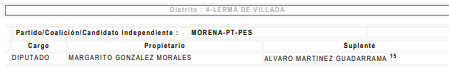 Distrito : 4-LERMA DE VILLADA
Partido/Coalición/Candidato Independiente : MORENA-PT-PES
Cargo Propietario Suplente
DIPUTADO MARGARITO GONZALEZ MORALES ALVARO MARTINEZ GUADARRAMA 15